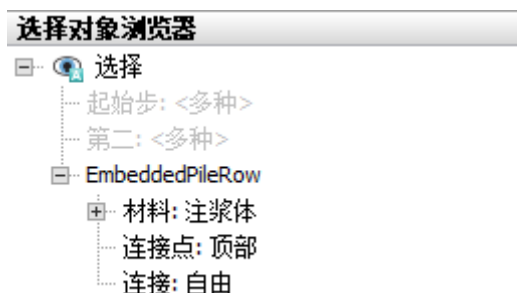 选择对象浏览器
选择
起始步: <多种>
第二: <多种>
EmbeddedPileRow
材料: 注浆体
连接点: 顶部
连接: 自由